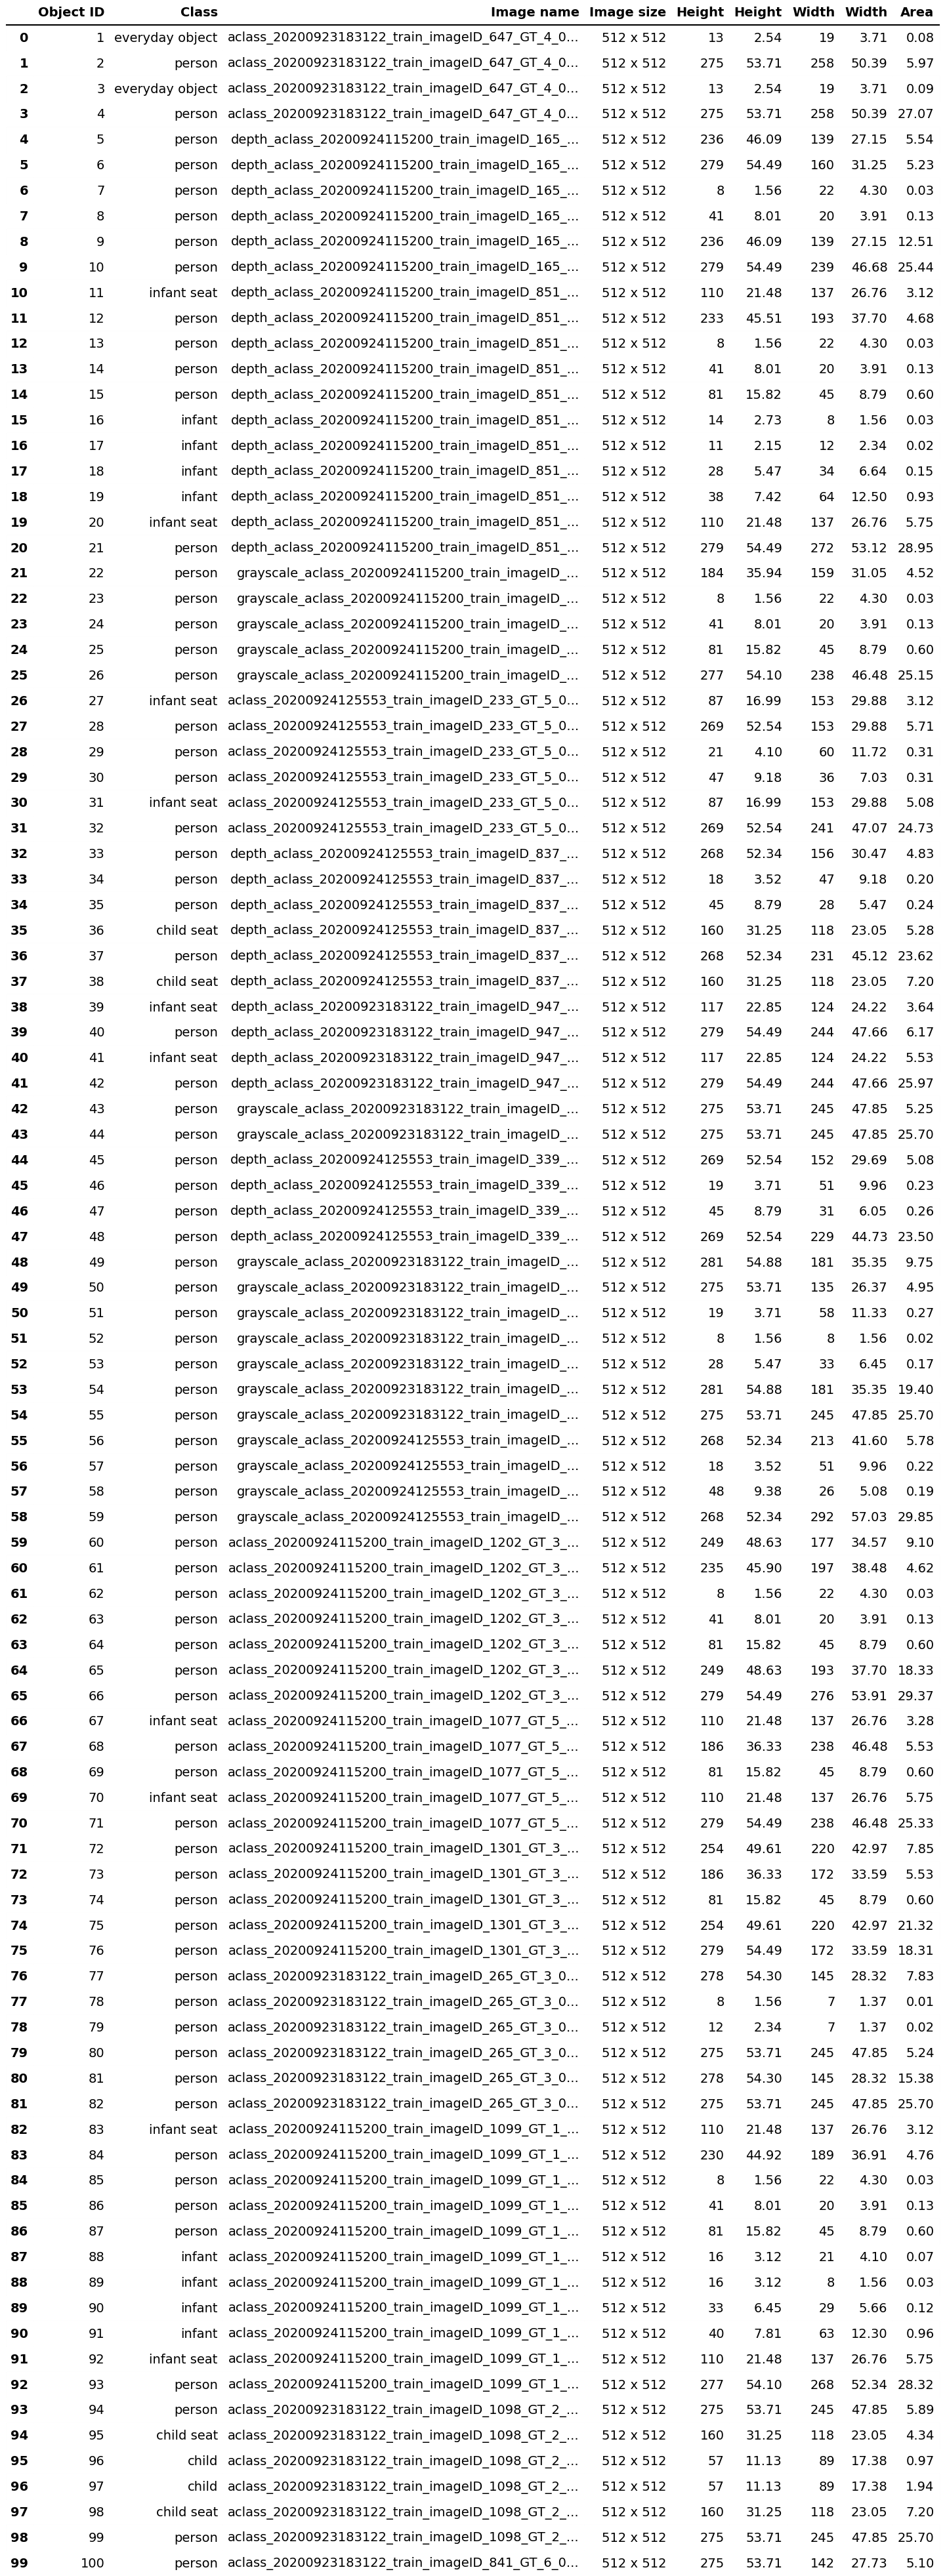 Object ID Class Image name Image size Height Height Width Width Area
0 1 everyday object aclass_20200923183122_train_imageID_647_GT_4_0... 512 x 512 13 2.54 19 3.71 0.08
1 2 person aclass_20200923183122_train_imageID_647_GT_4_0... 512 x 512 275 53.71 258 50.39 5.97
2 3 everyday object aclass_20200923183122_train_imageID_647_GT_4_0... 512 x 512 13 2.54 19 3.71 0.09
3 4 person aclass_20200923183122_train_imageID_647_GT_4_0... 512 x 512 275 53.71 258 50.39 27.07
4 5 person depth_aclass_20200924115200_train_imageID_165_... 512 x 512 236 46.09 139 27.15 5.54
5 6 person depth_aclass_20200924115200_train_imageID_165_... 512 x 512 279 54.49 160 31.25 5.23
6 7 person depth_aclass_20200924115200_train_imageID_165_... 512 x 512 8 1.56 22 4.30 0.03
7 8 person depth_aclass_20200924115200_train_imageID_165_... 512 x 512 41 8.01 20 3.91 0.13
8 9 person depth_aclass_20200924115200_train_imageID_165_... 512 x 512 236 46.09 139 27.15 12.51
9 10 person depth_aclass_20200924115200_train_imageID_165_... 512 x 512 279 54.49 239 46.68 25.44
10 11 infant seat depth_aclass_20200924115200_train_imageID_851_... 512 x 512 110 21.48 137 26.76 3.12
11 12 person depth_aclass_20200924115200_train_imageID_851_... 512 x 512 233 45.51 193 37.70 4.68
12 13 person depth_aclass_20200924115200_train_imageID_851_... 512 x 512 8 1.56 22 4.30 0.03
13 14 person depth_aclass_20200924115200_train_imageID_851_... 512 x 512 41 8.01 20 3.91 0.13
14 15 person depth_aclass_20200924115200_train_imageID_851_... 512 x 512 81 15.82 45 8.79 0.60
15 16 infant depth_aclass_20200924115200_train_imageID_851_... 512 x 512 14 2.73 8 1.56 0.03
16 17 infant depth_aclass_20200924115200_train_imageID_851_... 512 x 512 11 2.15 12 2.34 0.02
17 18 infant depth_aclass_20200924115200_train_imageID_851_... 512 x 512 28 5.47 34 6.64 0.15
18 19 infant depth_aclass_20200924115200_train_imageID_851_... 512 x 512 38 7.42 64 12.50 0.93
19 20 infant seat depth_aclass_20200924115200_train_imageID_851_... 512 x 512 110 21.48 137 26.76 5.75
20 21 person depth_aclass_20200924115200_train_imageID_851_... 512 x 512 279 54.49 272 53.12 28.95
21 22 person grayscale_aclass_20200924115200_train_imageID_... 512 x 512 184 35.94 159 31.05 4.52
22 23 person grayscale_aclass_20200924115200_train_imageID_... 512 x 512 8 1.56 22 4.30 0.03
23 24 person grayscale_aclass_20200924115200_train_imageID_... 512 x 512 41 8.01 20 3.91 0.13
24 25 person grayscale_aclass_20200924115200_train_imageID_... 512 x 512 81 15.82 45 8.79 0.60
25 26 person grayscale_aclass_20200924115200_train_imageID_... 512 x 512 277 54.10 238 46.48 25.15
26 27 infant seat aclass_20200924125553_train_imageID_233_GT_5_0... 512 x 512 87 16.99 153 29.88 3.12
27 28 person aclass_20200924125553_train_imageID_233_GT_5_0... 512 x 512 269 52.54 153 29.88 5.71
28 29 person aclass_20200924125553_train_imageID_233_GT_5_0... 512 x 512 21 4.10 60 11.72 0.31
29 30 person aclass_20200924125553_train_imageID_233_GT_5_0... 512 x 512 47 9.18 36 7.03 0.31
30 31 infant seat aclass_20200924125553_train_imageID_233_GT_5_0... 512 x 512 87 16.99 153 29.88 5.08
31 32 person aclass_20200924125553_train_imageID_233_GT_5_0... 512 x 512 269 52.54 241 47.07 24.73
32 33 person depth_aclass_20200924125553_train_imageID_837_... 512 x 512 268 52.34 156 30.47 4.83
33 34 person depth_aclass_20200924125553_train_imageID_837_... 512 x 512 18 3.52 47 9.18 0.20
34 35 person depth_aclass_20200924125553_train_imageID_837_... 512 x 512 45 8.79 28 5.47 0.24
35 36 child seat depth_aclass_20200924125553_train_imageID_837_... 512 x 512 160 31.25 118 23.05 5.28
36 37 person depth_aclass_20200924125553_train_imageID_837_... 512 x 512 268 52.34 231 45.12 23.62
37 38 child seat depth_aclass_20200924125553_train_imageID_837_... 512 x 512 160 31.25 118 23.05 7.20
38 39 infant seat depth_aclass_20200923183122_train_imageID_947_... 512 x 512 117 22.85 124 24.22 3.64
39 40 person depth_aclass_20200923183122_train_imageID_947_... 512 x 512 279 54.49 244 47.66 6.17
40 41 infant seat depth_aclass_20200923183122_train_imageID_947_... 512 x 512 117 22.85 124 24.22 5.53
41 42 person depth_aclass_20200923183122_train_imageID_947_... 512 x 512 279 54.49 244 47.66 25.97
42 43 person grayscale_aclass_20200923183122_train_imageID_... 512 x 512 275 53.71 245 47.85 5.25
43 44 person grayscale_aclass_20200923183122_train_imageID_... 512 x 512 275 53.71 245 47.85 25.70
44 45 person depth_aclass_20200924125553_train_imageID_339_... 512 x 512 269 52.54 152 29.69 5.08
45 46 person depth_aclass_20200924125553_train_imageID_339_... 512 x 512 19 3.71 51 9.96 0.23
46 47 person depth_aclass_20200924125553_train_imageID_339_... 512 x 512 45 8.79 31 6.05 0.26
47 48 person depth_aclass_20200924125553_train_imageID_339_... 512 x 512 269 52.54 229 44.73 23.50
48 49 person grayscale_aclass_20200923183122_train_imageID_... 512 x 512 281 54.88 181 35.35 9.75
49 50 person grayscale_aclass_20200923183122_train_imageID_... 512 x 512 275 53.71 135 26.37 4.95
50 51 person grayscale_aclass_20200923183122_train_imageID_... 512 x 512 19 3.71 58 11.33 0.27
51 52 person grayscale_aclass_20200923183122_train_imageID_... 512 x 512 8 1.56 8 1.56 0.02
52 53 person grayscale_aclass_20200923183122_train_imageID_... 512 x 512 28 5.47 33 6.45 0.17
53 54 person grayscale_aclass_20200923183122_train_imageID_... 512 x 512 281 54.88 181 35.35 19.40
54 55 person grayscale_aclass_20200923183122_train_imageID_... 512 x 512 275 53.71 245 47.85 25.70
55 56 person grayscale_aclass_20200924125553_train_imageID_... 512 x 512 268 52.34 213 41.60 5.78
56 57 person grayscale_aclass_20200924125553_train_imageID_... 512 x 512 18 3.52 51 9.96 0.22
57 58 person grayscale_aclass_20200924125553_train_imageID_... 512 x 512 48 9.38 26 5.08 0.19
58 59 person grayscale_aclass_20200924125553_train_imageID_... 512 x 512 268 52.34 292 57.03 29.85
59 60 person aclass_20200924115200_train_imageID_1202_GT_3_... 512 x 512 249 48.63 177 34.57 9.10
60 61 person aclass_20200924115200_train_imageID_1202_GT_3_... 512 x 512 235 45.90 197 38.48 4.62
61 62 person aclass_20200924115200_train_imageID_1202_GT_3_... 512 x 512 8 1.56 22 4.30 0.03
62 63 person aclass_20200924115200_train_imageID_1202_GT_3_... 512 x 512 41 8.01 20 3.91 0.13
63 64 person aclass_20200924115200_train_imageID_1202_GT_3_... 512 x 512 81 15.82 45 8.79 0.60
64 65 person aclass_20200924115200_train_imageID_1202_GT_3_... 512 x 512 249 48.63 193 37.70 18.33
65 66 person aclass_20200924115200_train_imageID_1202_GT_3_... 512 x 512 279 54.49 276 53.91 29.37
66 67 infant seat aclass_20200924115200_train_imageID_1077_GT_5_... 512 x 512 110 21.48 137 26.76 3.28
67 68 person aclass_20200924115200_train_imageID_1077_GT_5_... 512 x 512 186 36.33 238 46.48 5.53
68 69 person aclass_20200924115200_train_imageID_1077_GT_5_... 512 x 512 81 15.82 45 8.79 0.60
69 70 infant seat aclass_20200924115200_train_imageID_1077_GT_5_... 512 x 512 110 21.48 137 26.76 5.75
70 71 person aclass_20200924115200_train_imageID_1077_GT_5_... 512 x 512 279 54.49 238 46.48 25.33
71 72 person aclass_20200924115200_train_imageID_1301_GT_3_... 512 x 512 254 49.61 220 42.97 7.85
72 73 person aclass_20200924115200_train_imageID_1301_GT_3_... 512 x 512 186 36.33 172 33.59 5.53
73 74 person aclass_20200924115200_train_imageID_1301_GT_3_... 512 x 512 81 15.82 45 8.79 0.60
74 75 person aclass_20200924115200_train_imageID_1301_GT_3_... 512 x 512 254 49.61 220 42.97 21.32
75 76 person aclass_20200924115200_train_imageID_1301_GT_3_... 512 x 512 279 54.49 172 33.59 18.31
76 77 person aclass_20200923183122_train_imageID_265_GT_3_0... 512 x 512 278 54.30 145 28.32 7.83
77 78 person aclass_20200923183122_train_imageID_265_GT_3_0... 512 x 512 8 1.56 7 1.37 0.01
78 79 person aclass_20200923183122_train_imageID_265_GT_3_0... 512 x 512 12 2.34 7 1.37 0.02
79 80 person aclass_20200923183122_train_imageID_265_GT_3_0... 512 x 512 275 53.71 245 47.85 5.24
80 81 person aclass_20200923183122_train_imageID_265_GT_3_0... 512 x 512 278 54.30 145 28.32 15.38
81 82 person aclass_20200923183122_train_imageID_265_GT_3_0... 512 x 512 275 53.71 245 47.85 25.70
82 83 infant seat aclass_20200924115200_train_imageID_1099_GT_1_... 512 x 512 110 21.48 137 26.76 3.12
83 84 person aclass_20200924115200_train_imageID_1099_GT_1_... 512 x 512 230 44.92 189 36.91 4.76
84 85 person aclass_20200924115200_train_imageID_1099_GT_1_... 512 x 512 8 1.56 22 4.30 0.03
85 86 person aclass_20200924115200_train_imageID_1099_GT_1_... 512 x 512 41 8.01 20 3.91 0.13
86 87 person aclass_20200924115200_train_imageID_1099_GT_1_... 512 x 512 81 15.82 45 8.79 0.60
87 88 infant aclass_20200924115200_train_imageID_1099_GT_1_... 512 x 512 16 3.12 21 4.10 0.07
88 89 infant aclass_20200924115200_train_imageID_1099_GT_1_... 512 x 512 16 3.12 8 1.56 0.03
89 90 infant aclass_20200924115200_train_imageID_1099_GT_1_... 512 x 512 33 6.45 29 5.66 0.12
90 91 infant aclass_20200924115200_train_imageID_1099_GT_1_... 512 x 512 40 7.81 63 12.30 0.96
91 92 infant seat aclass_20200924115200_train_imageID_1099_GT_1_... 512 x 512 110 21.48 137 26.76 5.75
92 93 person aclass_20200924115200_train_imageID_1099_GT_1_... 512 x 512 277 54.10 268 52.34 28.32
93 94 person aclass_20200923183122_train_imageID_1098_GT_2_... 512 x 512 275 53.71 245 47.85 5.89
94 95 child seat aclass_20200923183122_train_imageID_1098_GT_2_... 512 x 512 160 31.25 118 23.05 4.34
95 96 child aclass_20200923183122_train_imageID_1098_GT_2_... 512 x 512 57 11.13 89 17.38 0.97
96 97 child aclass_20200923183122_train_imageID_1098_GT_2_... 512 x 512 57 11.13 89 17.38 1.94
97 98 child seat aclass_20200923183122_train_imageID_1098_GT_2_... 512 x 512 160 31.25 118 23.05 7.20
98 99 person aclass_20200923183122_train_imageID_1098_GT_2_... 512 x 512 275 53.71 245 47.85 25.70
99 100 person aclass_20200923183122_train_imageID_841_GT_6_0... 512 x 512 275 53.71 142 27.73 5.10